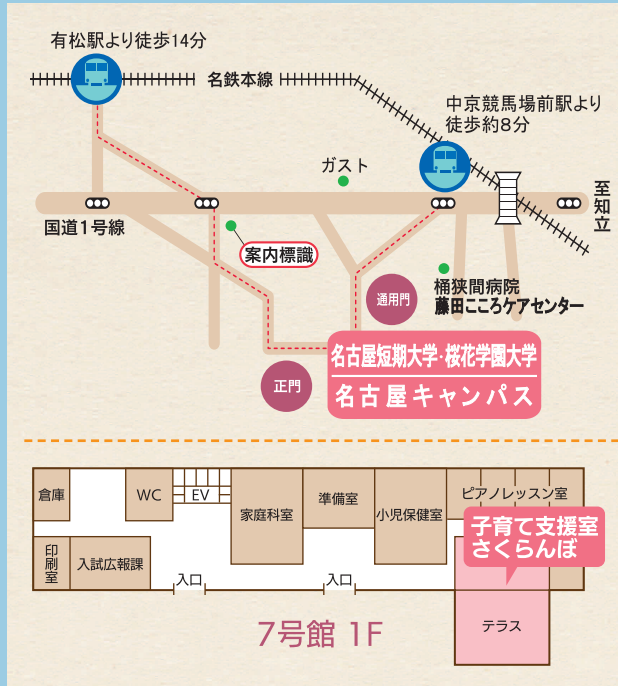 有松駅より徒歩14分
名鉄本線
中京競馬場前駅より
徒歩約8分
ガスト
至知立
国道1号線
案内標識
通用門
桶狭間病院
藤田こころケアセンター
名古屋短期大学・桜花学園大学
名古屋キャンパス
正門
倉庫
WC
EV
家庭科室
準備室
小児保健室
ピアノレッスン室
子育て支援室
さくらんぼ
印刷室
入試広報課
入口
入口
7号館 1F
テラス